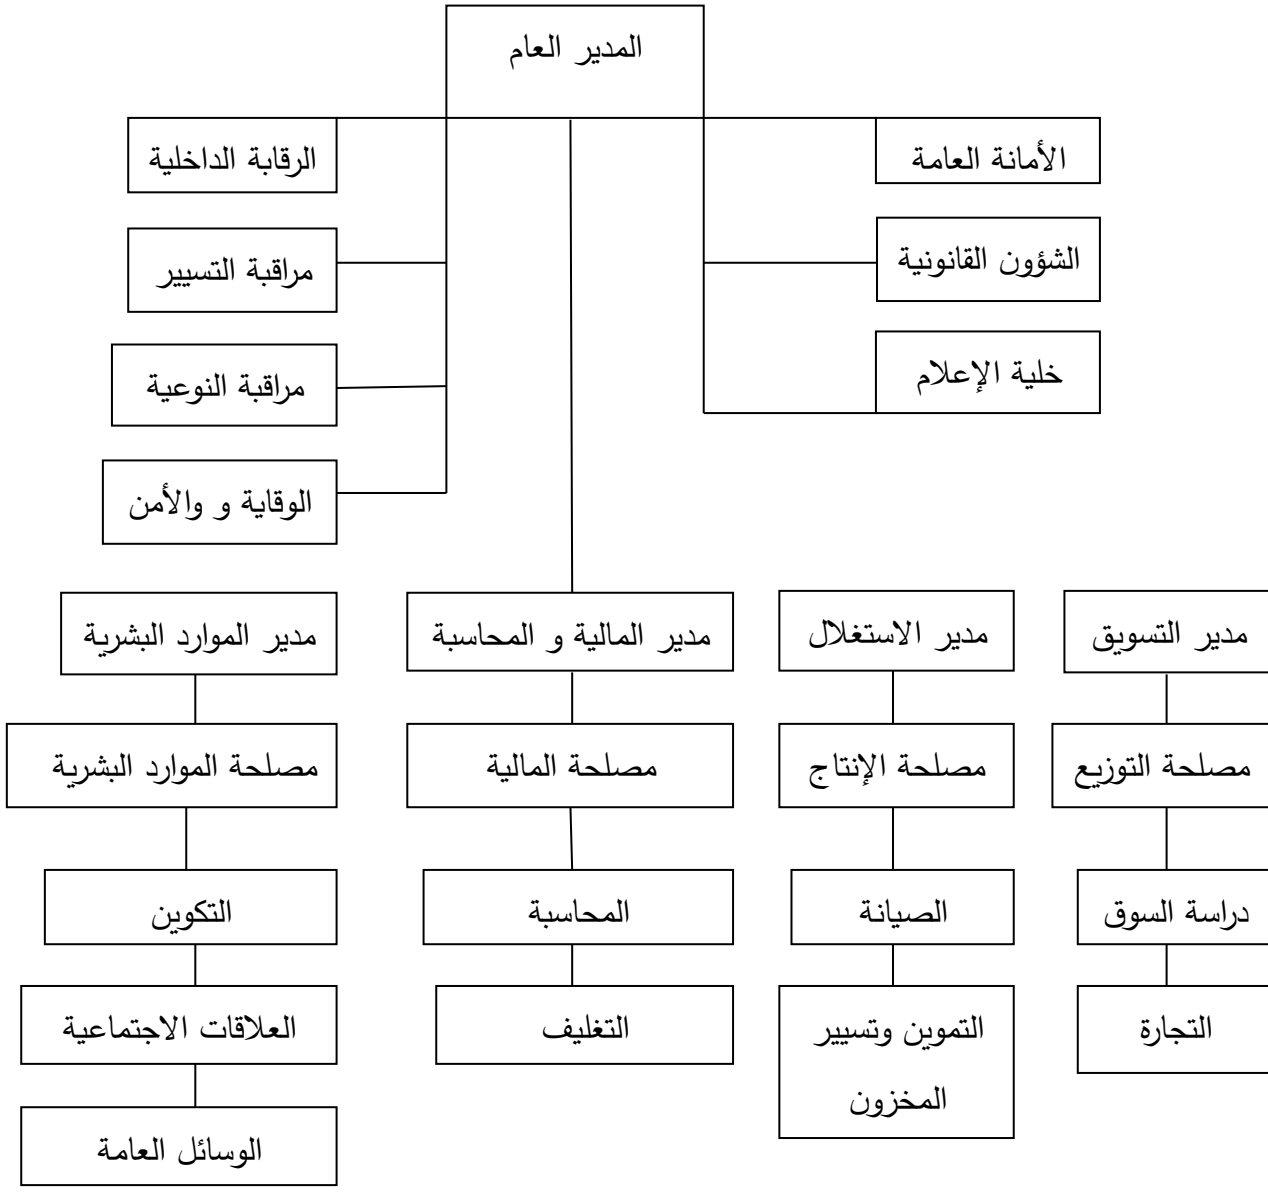 المدير العام
الأمانة العامة
الرقابة الداخلية
الشؤون القانونية
مراقبة التسيير
خلية الإعلام
مراقبة النوعية
الوقاية و والأمن
مدير التسويق
مدير الاستغلال
مدير المالية و المحاسبة
مدير الموارد البشرية
مصلحة التوزيع
مصلحة الإنتاج
مصلحة المالية
مصلحة الموارد البشرية
دراسة السوق
الصيانة
المحاسبة
التكوين
التجارة
التموين وتسيير
المخزون
التغليف
العلاقات الاجتماعية
الوسائل العامة